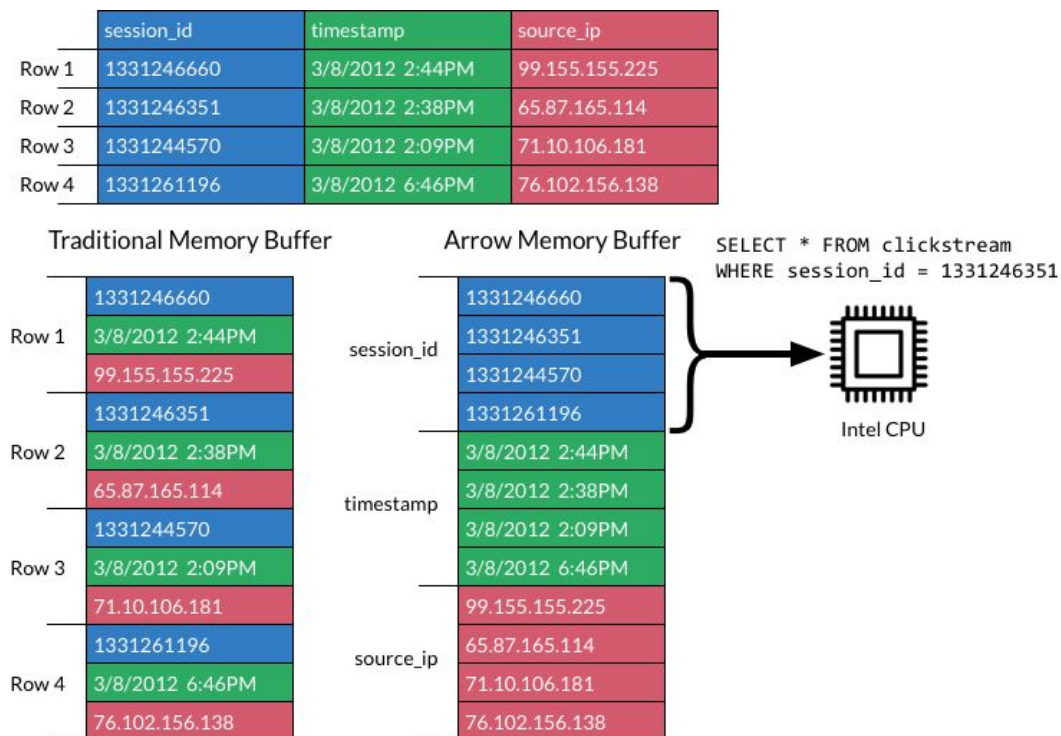 session_id timestamp source_ip
Row 1 1331246660 3/8/2012 2:44PM 99.155.155.225
Row 2 1331246351 3/8/2012 2:38PM 65.87.165.114
Row 3 1331244570 3/8/2012 2:09PM 71.10.106.181
Row 4 1331261196 3/8/2012 6:46PM 76.102.156.138
Traditional Memory Buffer
Row 1
1331246660
3/8/2012 2:44PM
99.155.155.225
Row 2
1331246351
3/8/2012 2:38PM
65.87.165.114
Row 3
1331244570
3/8/2012 2:09PM
71.10.106.181
Row 4
1331261196
3/8/2012 6:46PM
76.102.156.138
Arrow Memory Buffer
session_id
1331246660
1331246351
1331244570
1331261196
timestamp
3/8/2012 2:44PM
3/8/2012 2:38PM
3/8/2012 2:09PM
3/8/2012 6:46PM
source_ip
99.155.155.225
65.87.165.114
71.10.106.181
76.102.156.138
SELECT * FROM clickstream
WHERE session_id = 1331246351
Intel CPU